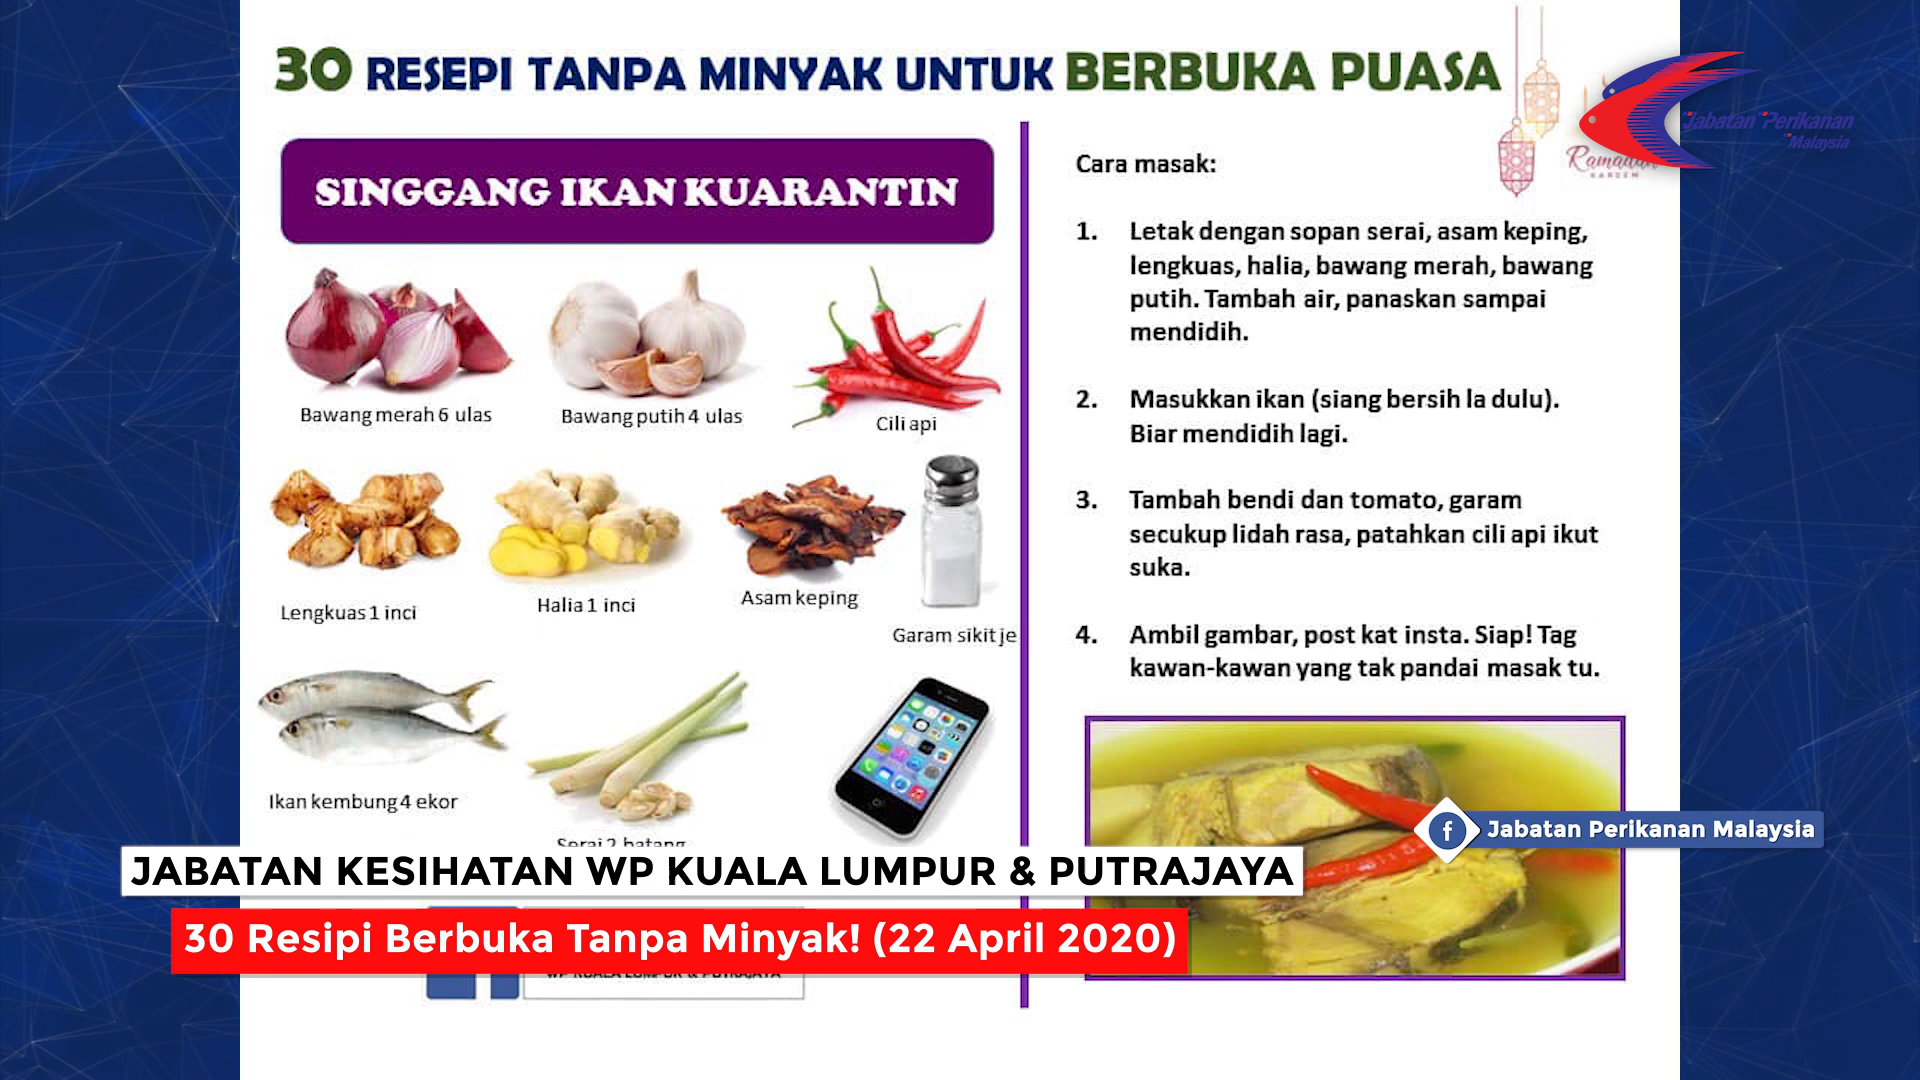 30 RESEPI TANPA MINYAK UNTUK BERBUKA PUASA
Jabatan Perikanan
Malaysia
Ramadan
KAREEM
SINGGANG IKAN KUARANTIN
Bawang merah 6 ulas
Bawang putih 4 ulas
Cili api
Lengkuas 1 inci
Halia 1 inci
Asam keping
Garam sikit je
Ikan kembung 4 ekor
Serai 2 batang
Cara masak:
1. Letak dengan sopan serai, asam keping,
lengkuas, halia, bawang merah, bawang
putih. Tambah air, panaskan sampai
mendidih.
2. Masukkan ikan (siang bersih la dulu).
Biar mendidih lagi.
3. Tambah bendi dan tomato, garam
secukup lidah rasa, patahkan cili api ikut
suka.
4. Ambil gambar, post kat insta. Siap! Tag
kawan-kawan yang tak pandai masak tu.
f Jabatan Perikanan Malaysia
JABATAN KESIHATAN WP KUALA LUMPUR & PUTRAJAYA
30 Resipi Berbuka Tanpa Minyak! (22 April 2020)
WP KUALA LUMPUR & PUTRAJAYA